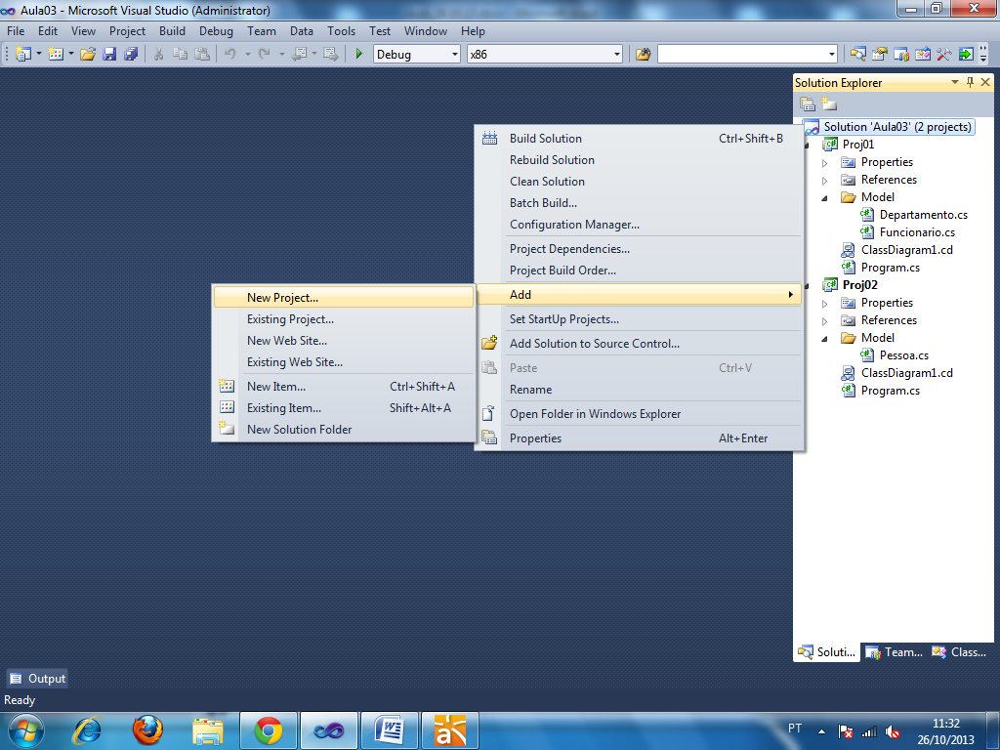 Aula03 - Microsoft Visual Studio (Administrator)
File Edit View Project Build Debug Team Data Tools Test Window Help
Debug x86
Solution Explorer
Solution 'Aula03' (2 projects)
Proj01
Properties
References
Model
Departamento.cs
Funcionario.cs
ClassDiagram1.cd
Program.cs
Proj02
Properties
References
Model
Pessoa.cs
ClassDiagram1.cd
Program.cs
Build Solution Ctrl+Shift+B
Rebuild Solution
Clean Solution
Batch Build...
Configuration Manager...
Project Dependencies...
Project Build Order...
Add
Set StartUp Projects...
Add Solution to Source Control...
Paste Ctrl+V
Rename
Open Folder in Windows Explorer
Properties Alt+Enter
New Project...
Existing Project...
New Web Site...
Existing Web Site...
New Item... Ctrl+Shift+A
Existing Item... Shift+Alt+A
New Solution Folder
Soluti... Team... Class...
Output
Ready
PT
11:32
26/10/2013